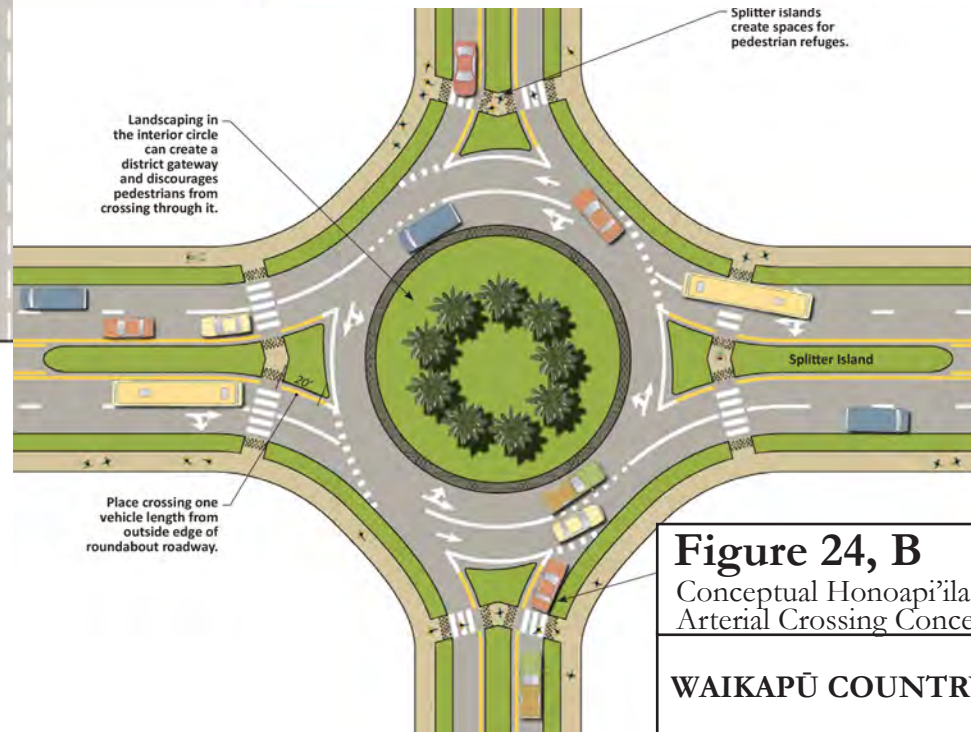 Splitter islands
create spaces for
pedestrian refuges.
Landscaping in
the interior circle
can create a
district gateway
and discourages
pedestrians from
crossing through it.
Splitter Island
20'
Place crossing one
vehicle length from
outside edge of
roundabout roadway.
Figure 24, B
Conceptual Honoapi'ila
Arterial Crossing Conce
WAIKAPŪ COUNTR